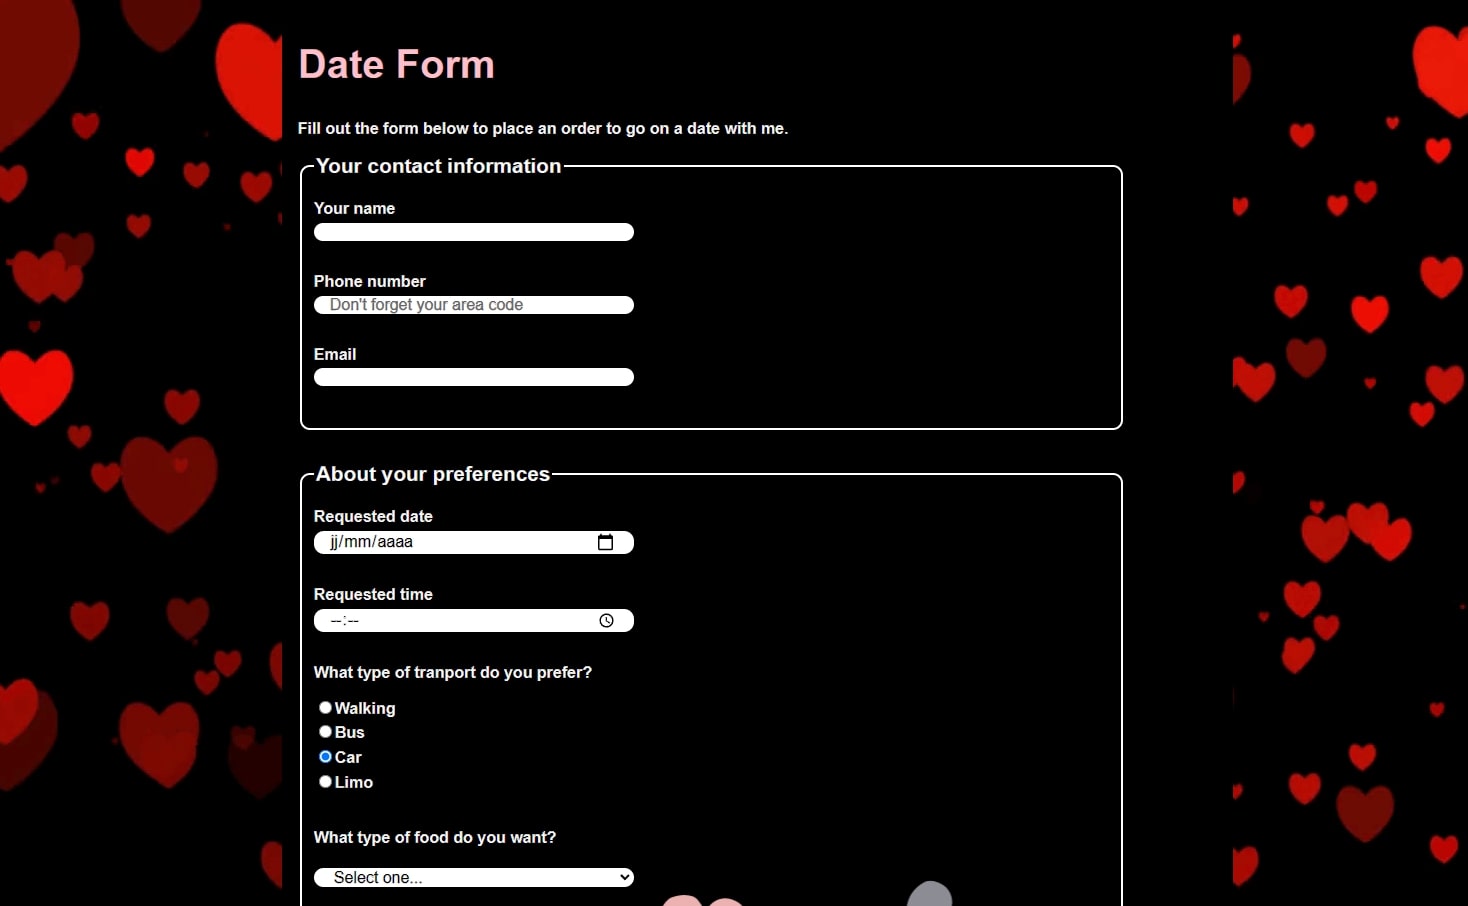 Date Form
Fill out the form below to place an order to go on a date with me.
Your contact information
Your name
Phone number
Don't forget your area code
Email
About your preferences
Requested date
jj/mm/aaaa
Requested time
--:--
What type of tranport do you prefer?
Walking
Bus
Car
Limo
What type of food do you want?
Select one...